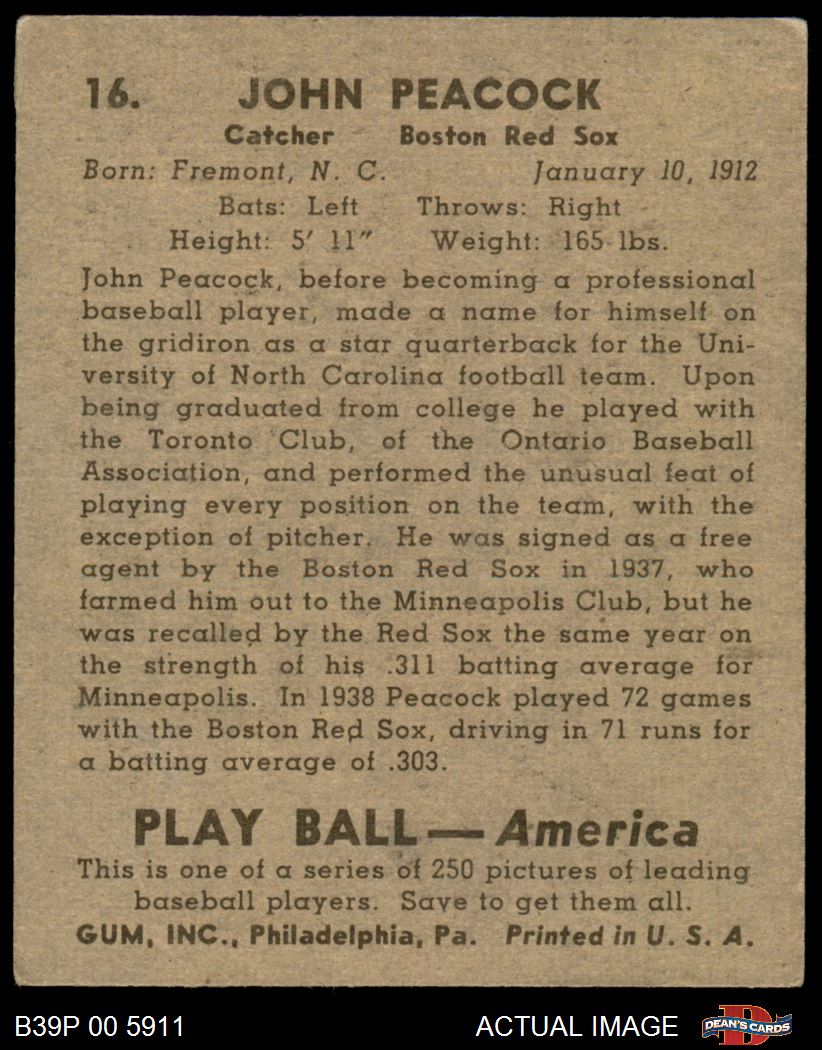 16. JOHN PEACOCK
Catcher Boston Red Sox
Born: Fremont, N. C. January 10, 1912
Bats: Left Throws: Right
Height: 5' 11" Weight: 165 lbs.
John Peacock, before becoming a professional
baseball player, made a name for himself on
the gridiron as a star quarterback for the Uni-
versity of North Carolina football team. Upon
being graduated from college he played with
the Toronto Club, of the Ontario Baseball
Association, and performed the unusual feat of
playing every position on the team, with the
exception of pitcher. He was signed as a free
agent by the Boston Red Sox in 1937, who
farmed him out to the Minneapolis Club, but he
was recalled by the Red Sox the same year on
the strength of his .311 batting average for
Minneapolis. In 1938 Peacock played 72 games
with the Boston Red Sox, driving in 71 runs for
a batting average of .303.
PLAY BALL—America
This is one of a series of 250 pictures of leading
baseball players. Save to get them all.
GUM, INC., Philadelphia, Pa. Printed in U. S. A.
B39P 00 5911 ACTUAL IMAGE D DEAN'S CARDS